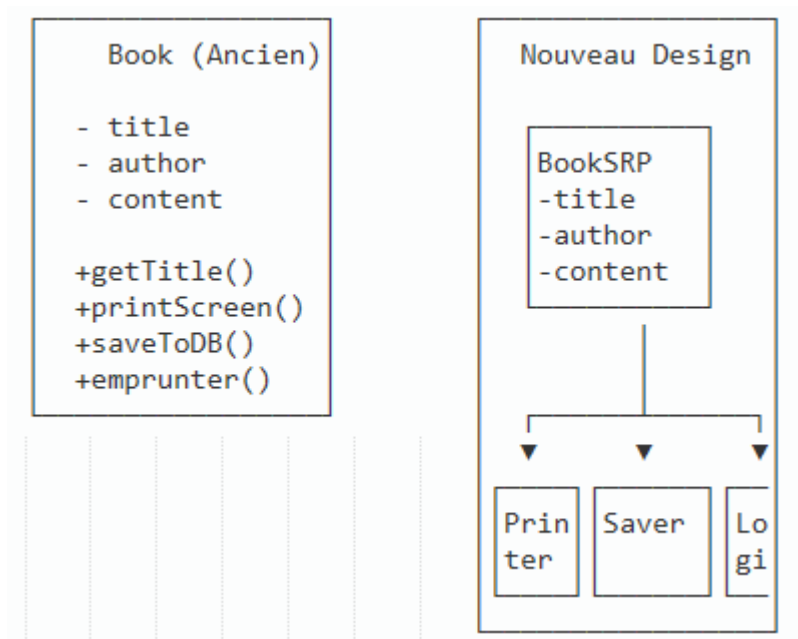 Book (Ancien)
- title
- author
- content
+getTitle()
+printScreen()
+saveToDB()
+emprunter()
Nouveau Design
BookSRP
-title
-author
-content
Prin
ter
Saver
Lo
gi